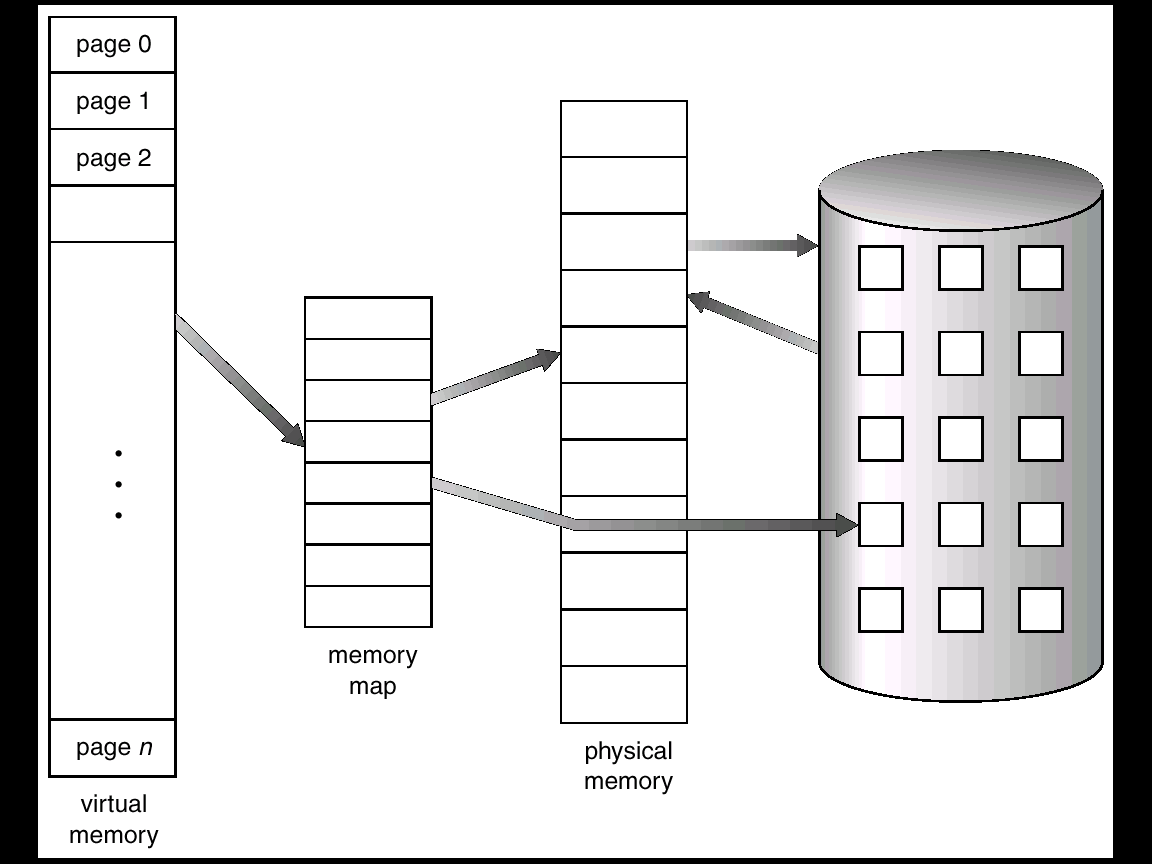 page 0
page 1
page 2
page n
virtual
memory
memory
map
physical
memory